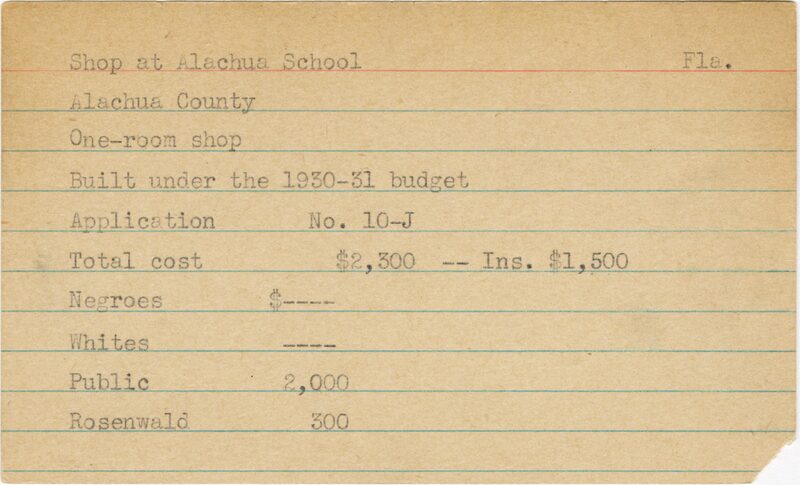 Shop at Alachua School Fla.
Alachua County
One-room shop
Built under the 1930-31 budget
Application No. 10-J
Total cost $2,300 -- Ins. $1,500
Negroes $----
Whites ----
Public 2,000
Rosenwald 300